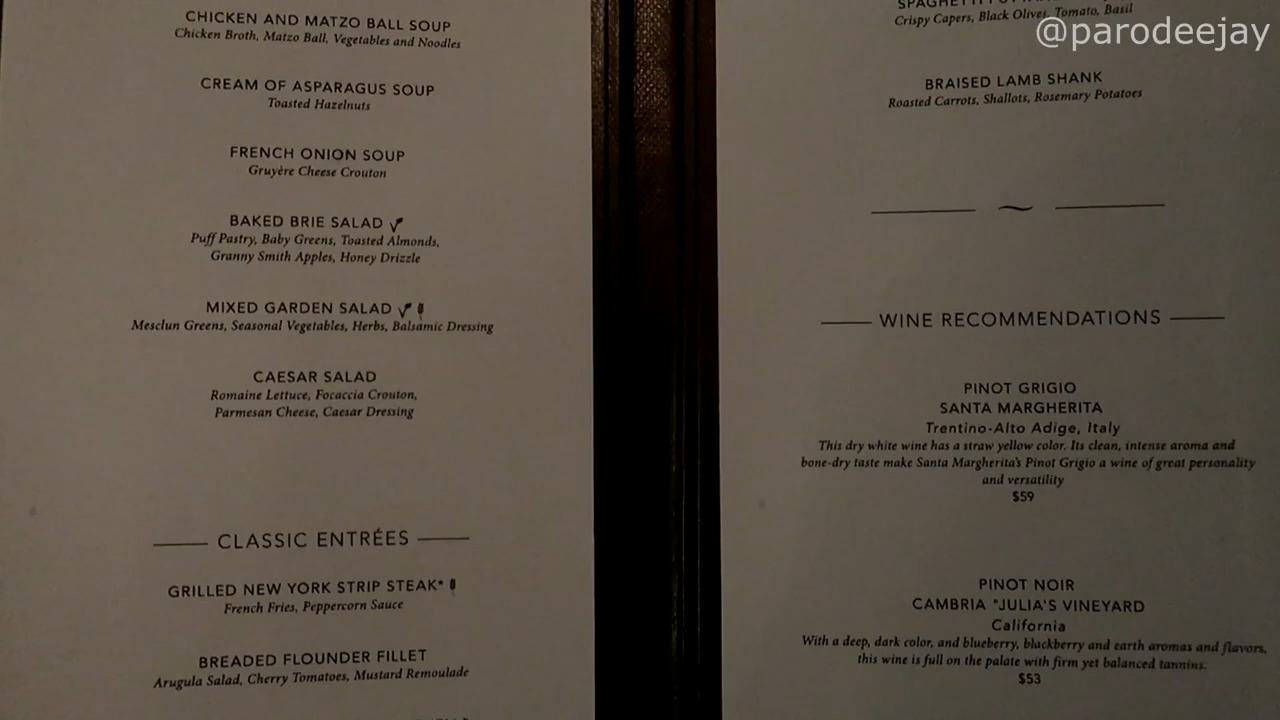 CHICKEN AND MATZO BALL SOUP
Chicken Broth, Matzo Ball, Vegetables and Noodles
CREAM OF ASPARAGUS SOUP
Toasted Hazelnuts
FRENCH ONION SOUP
Gruyère Cheese Crouton
BAKED BRIE SALAD
Puff Pastry, Baby Greens, Toasted Almonds,
Granny Smith Apples, Honey Drizzle
MIXED GARDEN SALAD
Mesclun Greens, Seasonal Vegetables, Herbs, Balsamic Dressing
CAESAR SALAD
Romaine Lettuce, Focaccia Crouton,
Parmesan Cheese, Caesar Dressing
CLASSIC ENTRÉES
GRILLED NEW YORK STRIP STEAK*
French Fries, Peppercorn Sauce
BREADED FLOUNDER FILLET
Arugula Salad, Cherry Tomatoes, Mustard Remoulade
SPAGHETTI
Crispy Capers, Black Olives, Tomato, Basil
@parodeejay
BRAISED LAMB SHANK
Roasted Carrots, Shallots, Rosemary Potatoes
WINE RECOMMENDATIONS
PINOT GRIGIO
SANTA MARGHERITA
Trentino-Alto Adige, Italy
This dry white wine has a straw yellow color. Its clean, intense aroma and
bone-dry taste make Santa Margherita's Pinot Grigio a wine of great personality
and versatility
$59
PINOT NOIR
CAMBRIA "JULIA'S VINEYARD
California
With a deep, dark color, and blueberry, blackberry and earth aromas and flavors,
this wine is full on the palate with firm yet balanced tannins.
$53